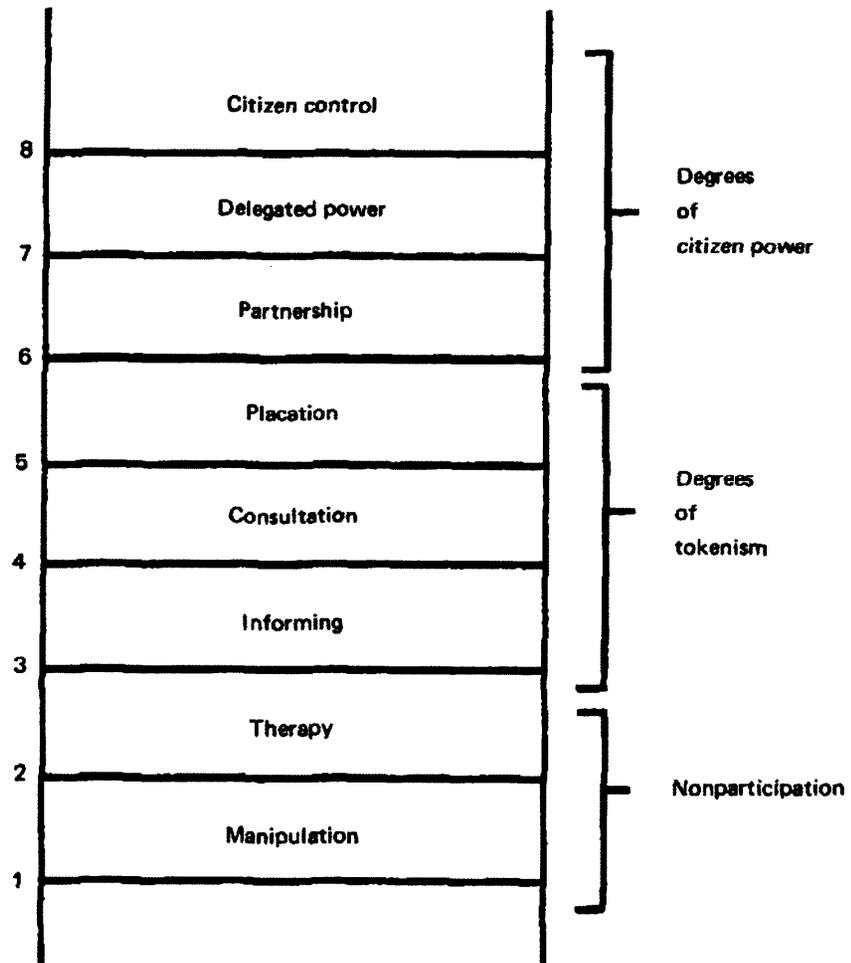 Citizen control
8
Delegated power
7
Partnership
6
Placation
5
Consultation
4
Informing
3
Therapy
2
Manipulation
1
Degrees
of
citizen power
Degrees
of
tokenism
Nonparticipation